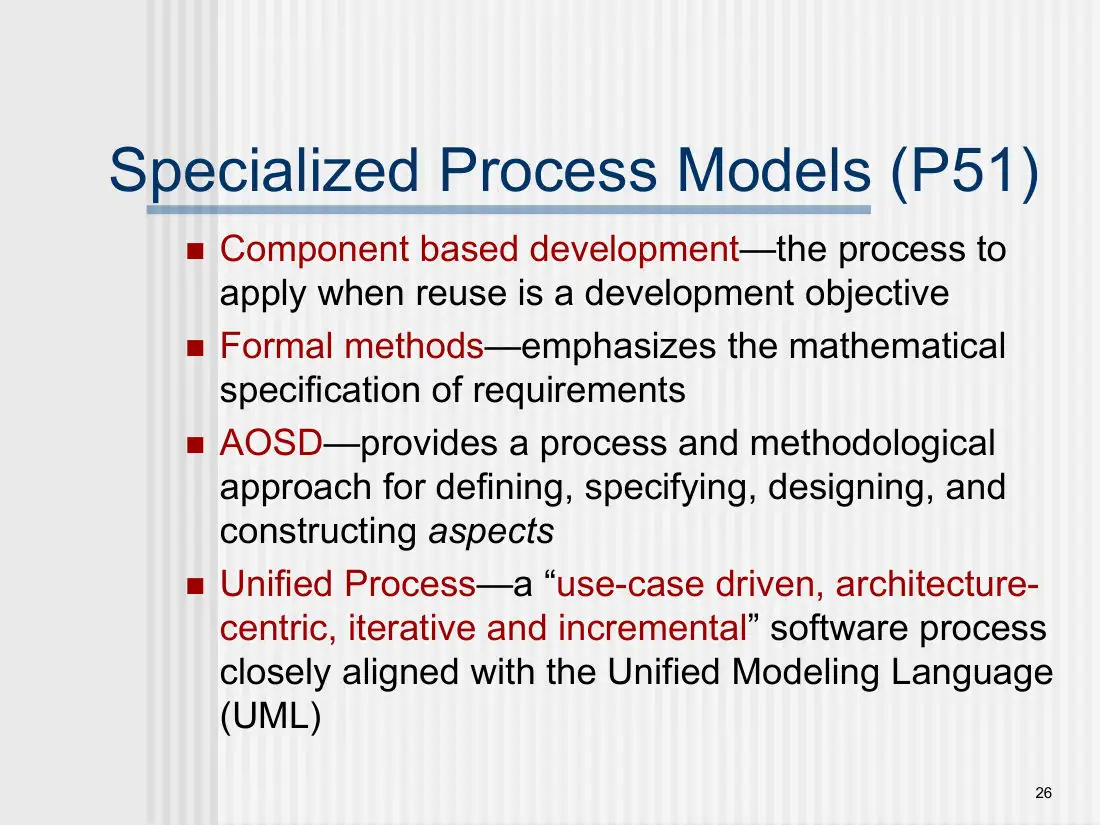 Specialized Process Models (P51)
Component based development—the process to
apply when reuse is a development objective
Formal methods—emphasizes the mathematical
specification of requirements
AOSD—provides a process and methodological
approach for defining, specifying, designing, and
constructing aspects
Unified Process—a “use-case driven, architecture-
centric, iterative and incremental” software process
closely aligned with the Unified Modeling Language
(UML)
26